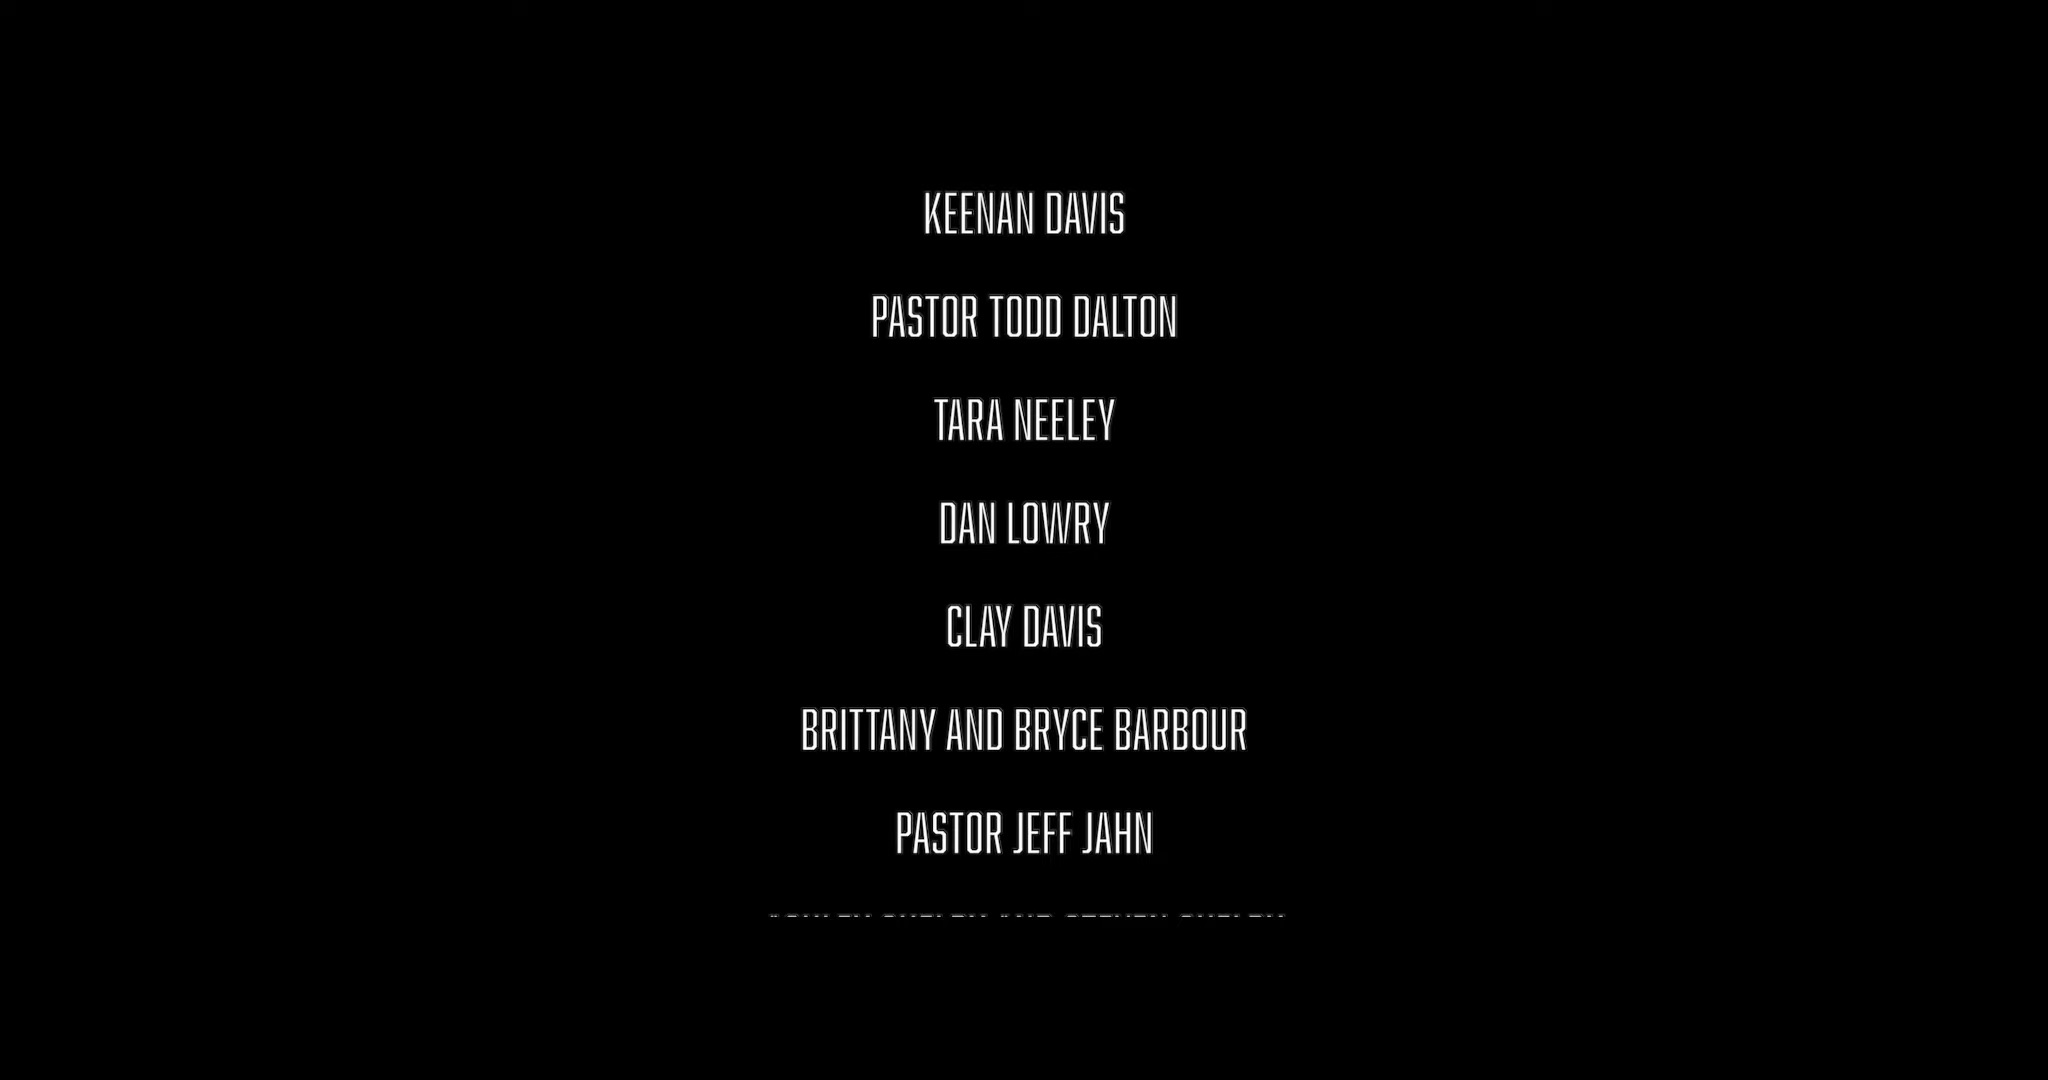 KEENAN DAVIS
PASTOR TODD DALTON
TARA NEELEY
DAN LOWRY
CLAY DAVIS
BRITTANY AND BRYCE BARBOUR
PASTOR JEFF JAHN